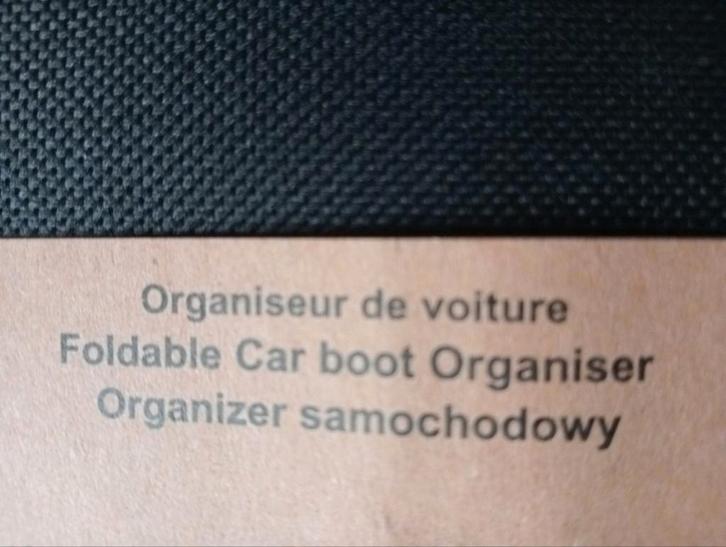 Organiseur de voiture
Foldable Car boot Organiser
Organizer samochodowy